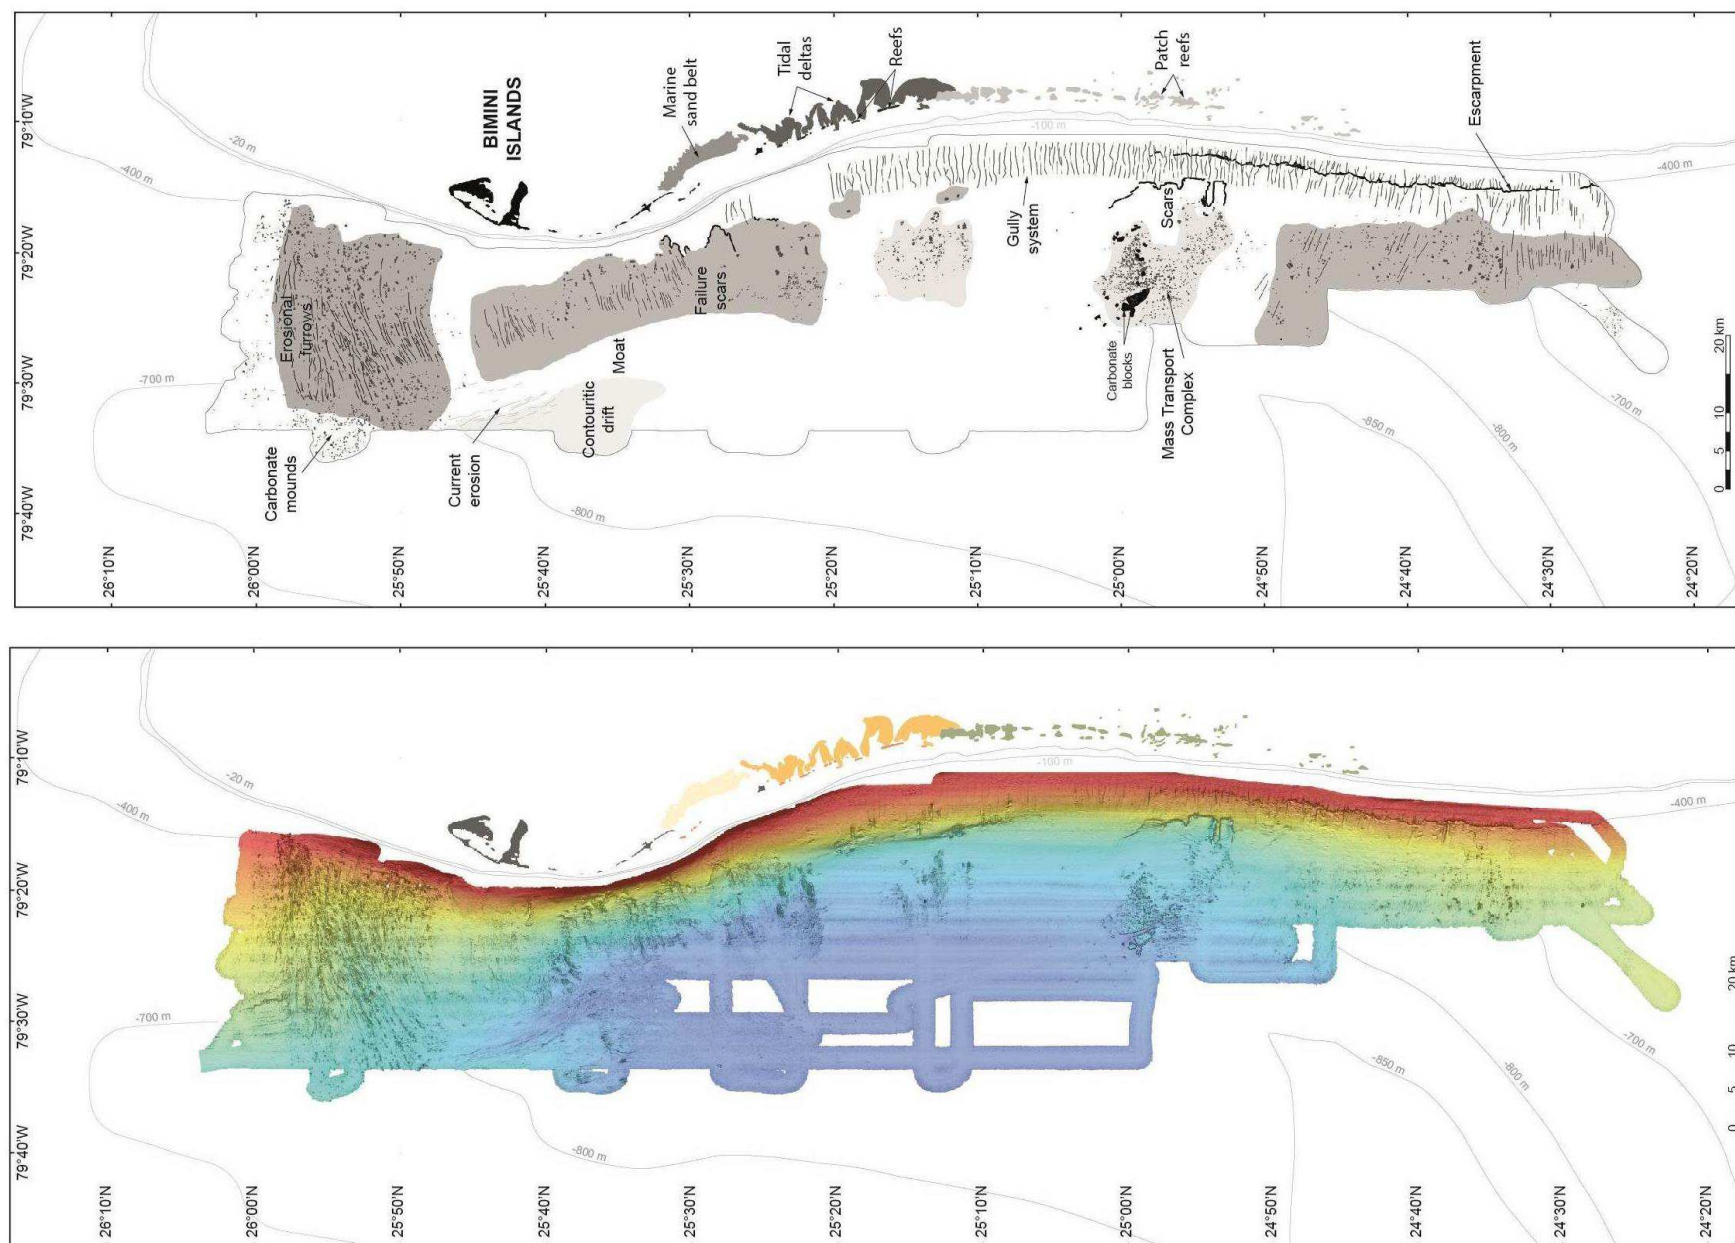 79°10'W
79°20'W
79°30'W
79°40'W
-20 m
-400 m
BIMINI
ISLANDS
Marine
sand belt
Tidal
deltas
Reefs
Patch
reefs
-100 m
Escarpment
-400 m
Erosional
furrows
Failure
scars
Gully
system
Scars
-700 m
Moat
Contouritic
drift
Carbonate
blocks
Mass Transport
Complex
Carbonate
mounds
Current
erosion
-800 m
-850 m
-800 m
-700 m
0 5 10 20 km
26°10'N
26°00'N
25°50'N
25°40'N
25°30'N
25°20'N
25°10'N
25°00'N
24°50'N
24°40'N
24°30'N
24°20'N
79°10'W
79°20'W
79°30'W
79°40'W
-20 m
-400 m
-100 m
-400 m
-700 m
-800 m
-850 m
-800 m
-700 m
0 5 10 20 km
26°10'N
26°00'N
25°50'N
25°40'N
25°30'N
25°20'N
25°10'N
25°00'N
24°50'N
24°40'N
24°30'N
24°20'N